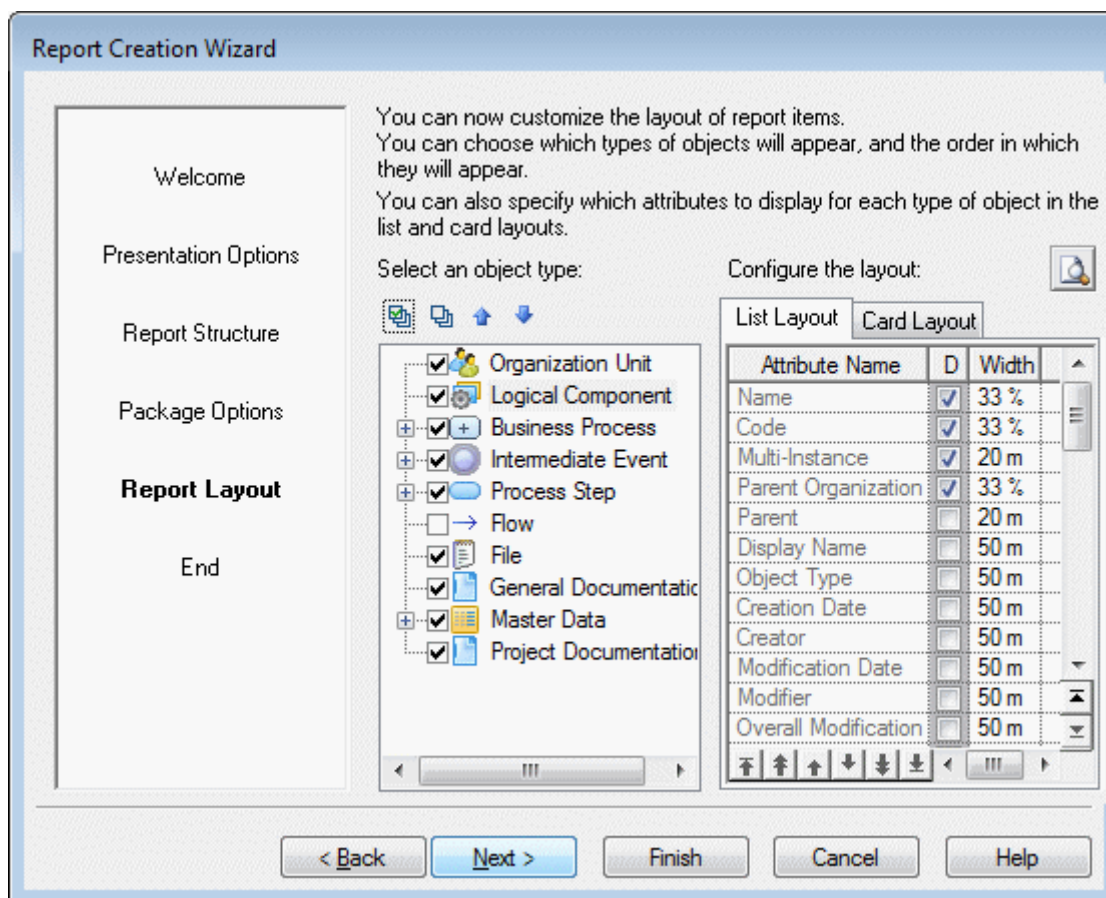 Report Creation Wizard
Welcome
Presentation Options
Report Structure
Package Options
Report Layout
End
You can now customize the layout of report items.
You can choose which types of objects will appear, and the order in which
they will appear.
You can also specify which attributes to display for each type of object in the
list and card layouts.
Select an object type:
Organization Unit
Logical Component
Business Process
Intermediate Event
Process Step
Flow
File
General Documentatic
Master Data
Project Documentation
Configure the layout:
List Layout Card Layout
Attribute Name D Width
Name 33 %
Code 33 %
Multi-Instance 20 m
Parent Organization 33 %
Parent 20 m
Display Name 50 m
Object Type 50 m
Creation Date 50 m
Creator 50 m
Modification Date 50 m
Modifier 50 m
Overall Modification 50 m
< Back Next > Finish Cancel Help